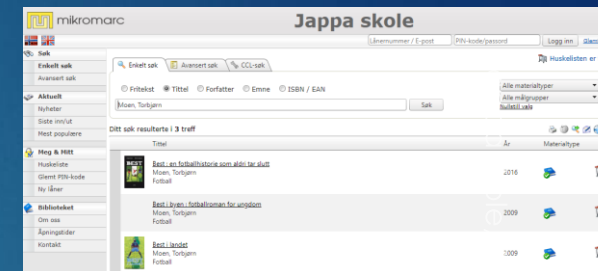 mikromarc
Jappa skole
Lånernummer / E-post
PIN-kode/passord
Logg inn
Søk
Enkelt søk
Avansert søk
Aktuelt
Nyheter
Siste inn/ut
Mest populære
Meg & Mitt
Huskeliste
Glemt PIN-kode
Ny låner
Biblioteket
Om oss
Åpningstider
Kontakt
Huskelisten er
Enkelt søk
Avansert søk
CCL-søk
Fritekst
Tittel
Forfatter
Emne
ISBN / EAN
Alle materialtyper
Alle målgrupper
Moen, Torbjørn
Søk
Nullstill valg
Ditt søk resulterte i 3 treff
Tittel
År
Materialtype
BEST
Best : en fotballhistorie som aldri tar slutt
Moen, Torbjørn
Fotball
2016
Best i byen : fotballroman for ungdom
Moen, Torbjørn
Fotball
2009
Best i landet
Moen, Torbjørn
Fotball
2009